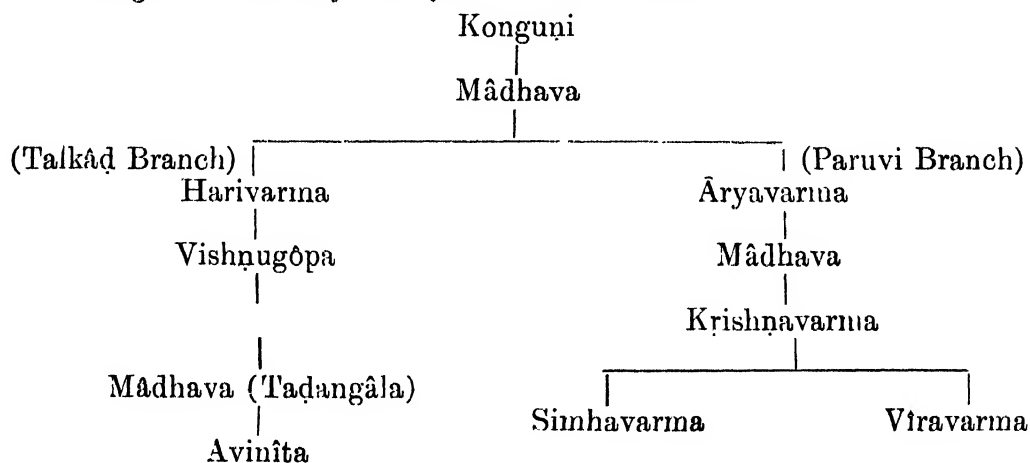 Konguṇi
Mâdhava
(Talkâḍ Branch) (Paruvi Branch)
Harivarma Âryavarma
Vishṇugôpa Mâdhava
Kṛishṇavarma
Mâdhava (Taḍangâla)
Simhavarma Vîravarma
Avinîta